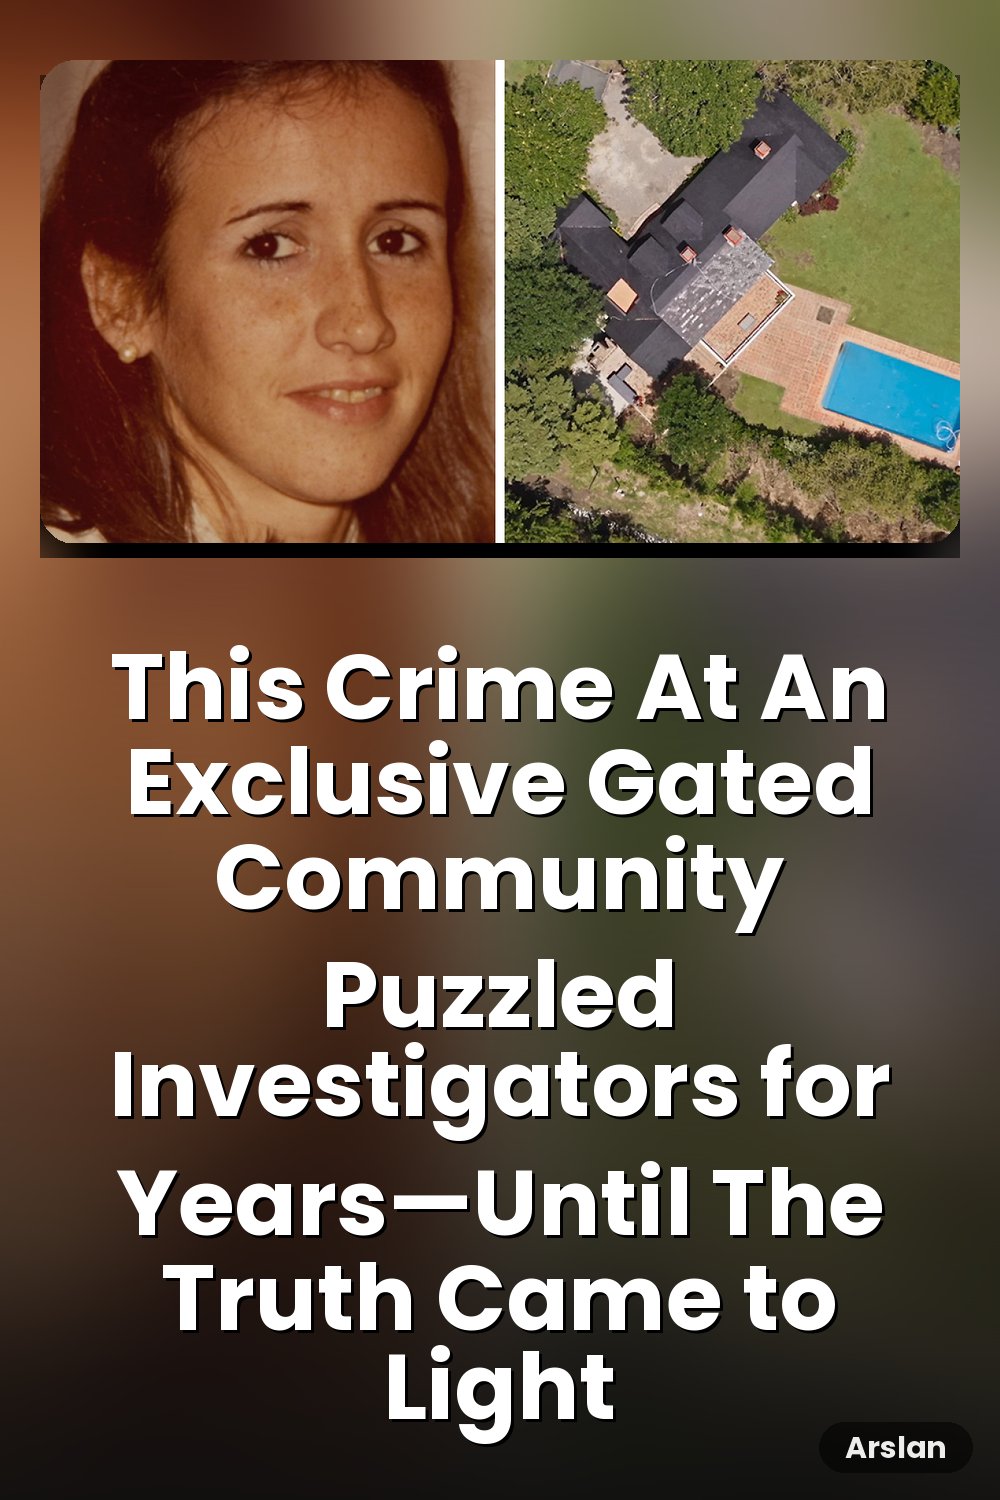 This Crime At An
Exclusive Gated
Community
Puzzled
Investigators for
Years—Until The
Truth Came to
Light
Arslan